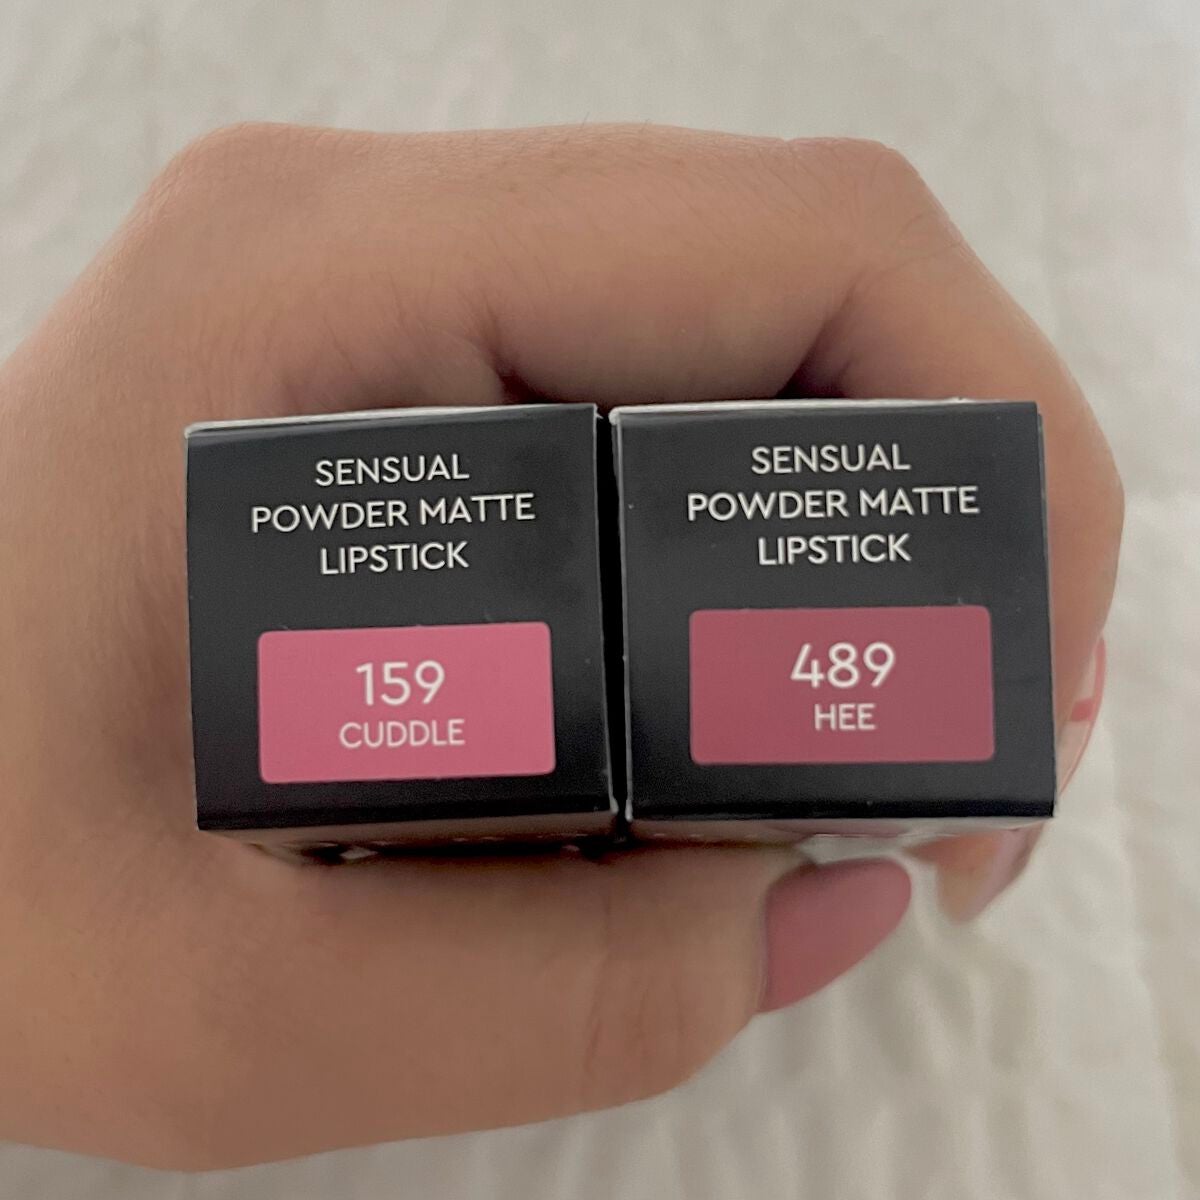 SENSUAL
POWDER MATTE
LIPSTICK
159
CUDDLE
SENSUAL
POWDER MATTE
LIPSTICK
489
HEE